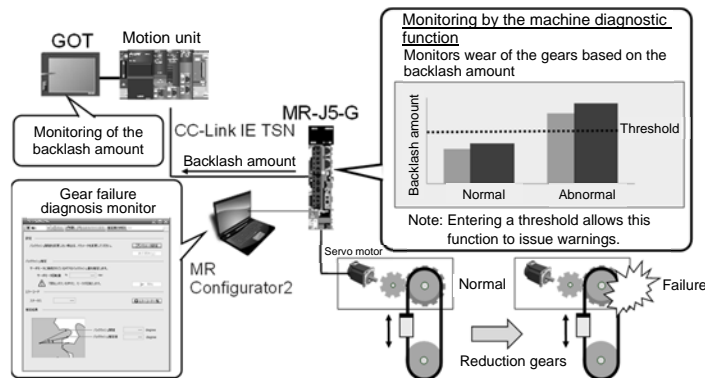 GOT
Motion unit
Monitoring of the
backlash amount
CC-Link IE TSN
MR-J5-G
Backlash amount
Monitoring by the machine diagnostic
function
Monitors wear of the gears based on the
backlash amount
Backlash amount
Threshold
Normal
Abnormal
Note: Entering a threshold allows this
function to issue warnings.
Gear failure
diagnosis monitor
MR
Configurator2
Servo motor
Normal
Failure
Reduction gears